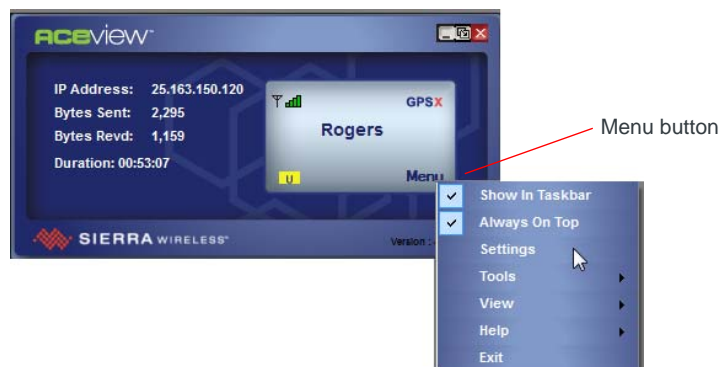 ACEview™
IP Address: 25.163.150.120
Bytes Sent: 2,295
Bytes Revd: 1,159
Duration: 00:53:07
GPSX
Rogers
U
Menu
Menu button
SIERRA WIRELESS®
Version :
Show In Taskbar
Always On Top
Settings
Tools
View
Help
Exit